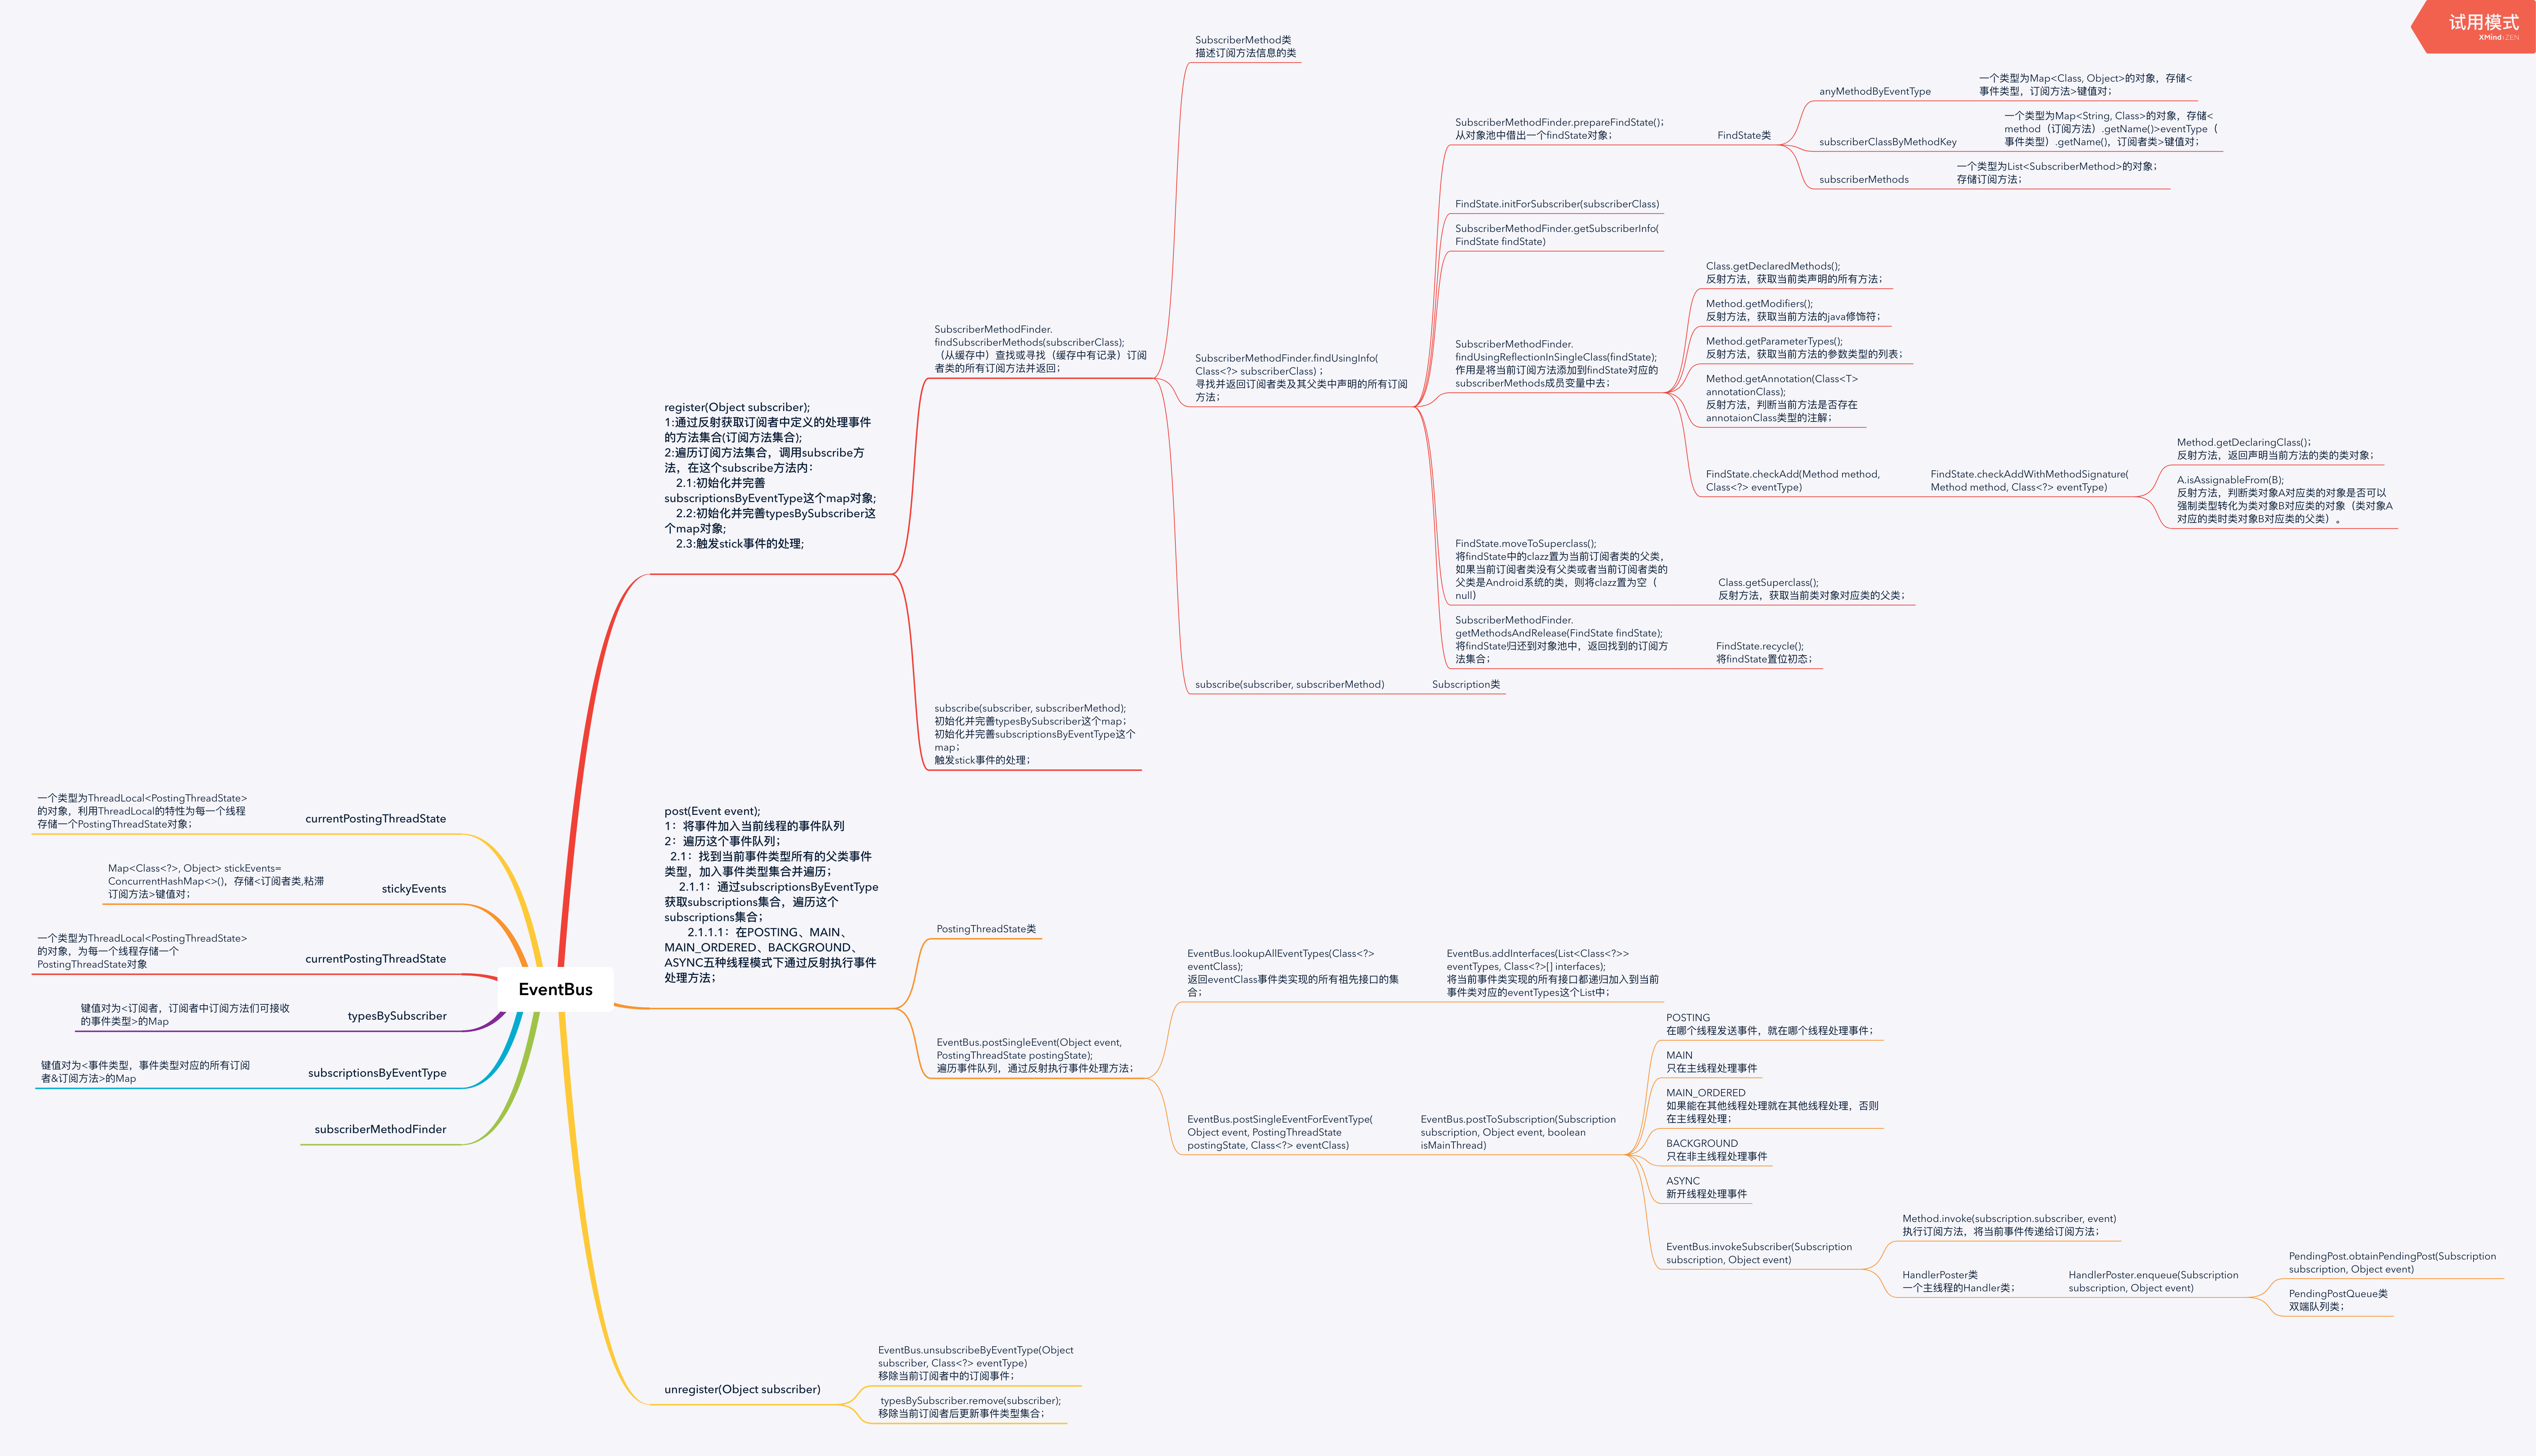 试用模式
XMind:ZEN
SubscriberMethod类
描述订阅方法信息的类
一个类型为Map<Class, Object>的对象，存储<
事件类型，订阅方法>键值对；
anyMethodByEventType
一个类型为Map<String, Class>的对象，存储<
method（订阅方法）.getName()>eventType（
事件类型）.getName()，订阅者类>键值对；
subscriberClassByMethodKey
一个类型为List<SubscriberMethod>的对象；
存储订阅方法；
subscriberMethods
SubscriberMethodFinder.prepareFindState()；
从对象池中借出一个findState对象；
FindState类
FindState.initForSubscriber(subscriberClass)
SubscriberMethodFinder.getSubscriberInfo(
FindState findState)
Class.getDeclaredMethods();
反射方法，获取当前类声明的所有方法；
Method.getModifiers();
反射方法，获取当前方法的java修饰符；
Method.getParameterTypes();
反射方法，获取当前方法的参数类型的列表；
Method.getAnnotation(Class<T>
annotationClass);
反射方法，判断当前方法是否存在
annotaionClass类型的注解；
SubscriberMethodFinder.
findUsingReflectionInSingleClass(findState);
作用是将当前订阅方法添加到findState对应的
subscriberMethods成员变量中去；
FindState.checkAdd(Method method,
Class<?> eventType)
FindState.checkAddWithMethodSignature(
Method method, Class<?> eventType)
Method.getDeclaringClass()；
反射方法，返回声明当前方法的类的类对象；
A.isAssignableFrom(B);
反射方法，判断类对象A对应类的对象是否可以
强制类型转化为类对象B对应类的对象（类对象A
对应的类时类对象B对应类的父类）。
SubscriberMethodFinder.
findSubscriberMethods(subscriberClass);
（从缓存中）查找或寻找（缓存中有记录）订阅
者类的所有订阅方法并返回；
SubscriberMethodFinder.findUsingInfo(
Class<?> subscriberClass)；
寻找并返回订阅者类及其父类中声明的所有订阅
方法；
FindState.moveToSuperclass();
将findState中的clazz置为当前订阅者类的父类，
如果当前订阅者类没有父类或者当前订阅者类的
父类是Android系统的类，则将clazz置为空（
null）
Class.getSuperclass();
反射方法，获取当前类对象对应类的父类；
SubscriberMethodFinder.
getMethodsAndRelease(FindState findState);
将findState归还到对象池中，返回找到的订阅方
法集合；
FindState.recycle();
将findState置位初态；
subscribe(subscriber, subscriberMethod)
Subscription类
register(Object subscriber);
1:通过反射获取订阅者中定义的处理事件
的方法集合(订阅方法集合);
2:遍历订阅方法集合，调用subscribe方
法，在这个subscribe方法内：
2.1:初始化并完善
subscriptionsByEventType这个map对象;
2.2:初始化并完善typesBySubscriber这
个map对象;
2.3:触发stick事件的处理;
subscribe(subscriber, subscriberMethod);
初始化并完善typesBySubscriber这个map；
初始化并完善subscriptionsByEventType这个
map；
触发stick事件的处理；
一个类型为ThreadLocal<PostingThreadState>
的对象，利用ThreadLocal的特性为每一个线程
存储一个PostingThreadState对象；
currentPostingThreadState
Map<Class<?>, Object> stickEvents=
ConcurrentHashMap<>()，存储<订阅者类,粘滞
订阅方法>键值对；
stickyEvents
一个类型为ThreadLocal<PostingThreadState>
的对象，为每一个线程存储一个
PostingThreadState对象
currentPostingThreadState
键值对为<订阅者，订阅者中订阅方法们可接收
的事件类型>的Map
typesBySubscriber
键值对为<事件类型，事件类型对应的所有订阅
者&订阅方法>的Map
subscriptionsByEventType
subscriberMethodFinder
EventBus
post(Event event);
1：将事件加入当前线程的事件队列
2：遍历这个事件队列；
2.1：找到当前事件类型所有的父类事件
类型，加入事件类型集合并遍历；
2.1.1：通过subscriptionsByEventType
获取subscriptions集合，遍历这个
subscriptions集合；
2.1.1.1：在POSTING、MAIN、
MAIN_ORDERED、BACKGROUND、
ASYNC五种线程模式下通过反射执行事件
处理方法；
PostingThreadState类
EventBus.postSingleEvent(Object event,
PostingThreadState postingState);
遍历事件队列，通过反射执行事件处理方法；
EventBus.lookupAllEventTypes(Class<?>
eventClass);
返回eventClass事件类实现的所有祖先接口的集
合；
EventBus.addInterfaces(List<Class<?>>
eventTypes, Class<?>[] interfaces);
将当前事件类实现的所有接口都递归加入到当前
事件类对应的eventTypes这个List中；
EventBus.postSingleEventForEventType(
Object event, PostingThreadState
postingState, Class<?> eventClass)
EventBus.postToSubscription(Subscription
subscription, Object event, boolean
isMainThread)
POSTING
在哪个线程发送事件，就在哪个线程处理事件；
MAIN
只在主线程处理事件
MAIN_ORDERED
如果能在其他线程处理就在其他线程处理，否则
在主线程处理；
BACKGROUND
只在非主线程处理事件
ASYNC
新开线程处理事件
EventBus.invokeSubscriber(Subscription
subscription, Object event)
Method.invoke(subscription.subscriber, event)
执行订阅方法，将当前事件传递给订阅方法；
HandlerPoster类
一个主线程的Handler类；
HandlerPoster.enqueue(Subscription
subscription, Object event)
PendingPost.obtainPendingPost(Subscription
subscription, Object event)
PendingPostQueue类
双端队列类；
unregister(Object subscriber)
EventBus.unsubscribeByEventType(Object
subscriber, Class<?> eventType)
移除当前订阅者中的订阅事件；
typesBySubscriber.remove(subscriber);
移除当前订阅者后更新事件类型集合；